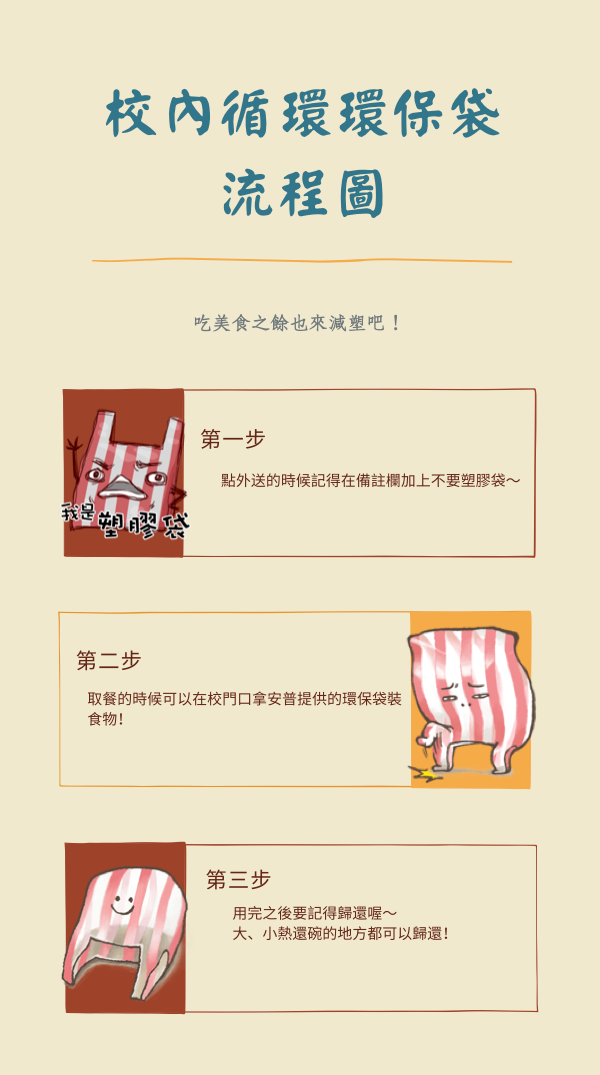 校內循環環保袋
流程圖
吃美食之餘也來減塑吧！
第一步
點外送的時候記得在備註欄加上不要塑膠袋～
我是塑膠袋
第二步
取餐的時候可以在校門口拿安普提供的環保袋裝
食物！
第三步
用完之後要記得歸還喔～
大、小熱還碗的地方都可以歸還！